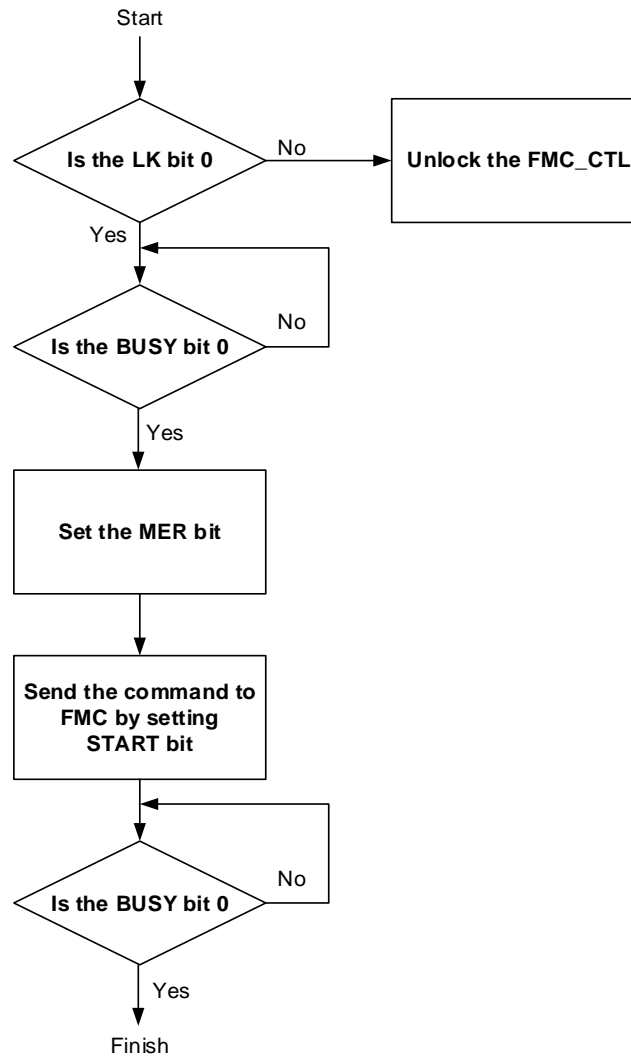 Start
Is the LK bit 0
No
Unlock the FMC_CTL
Yes
Is the BUSY bit 0
No
Yes
Set the MER bit
Send the command to
FMC by setting
START bit
Is the BUSY bit 0
No
Yes
Finish